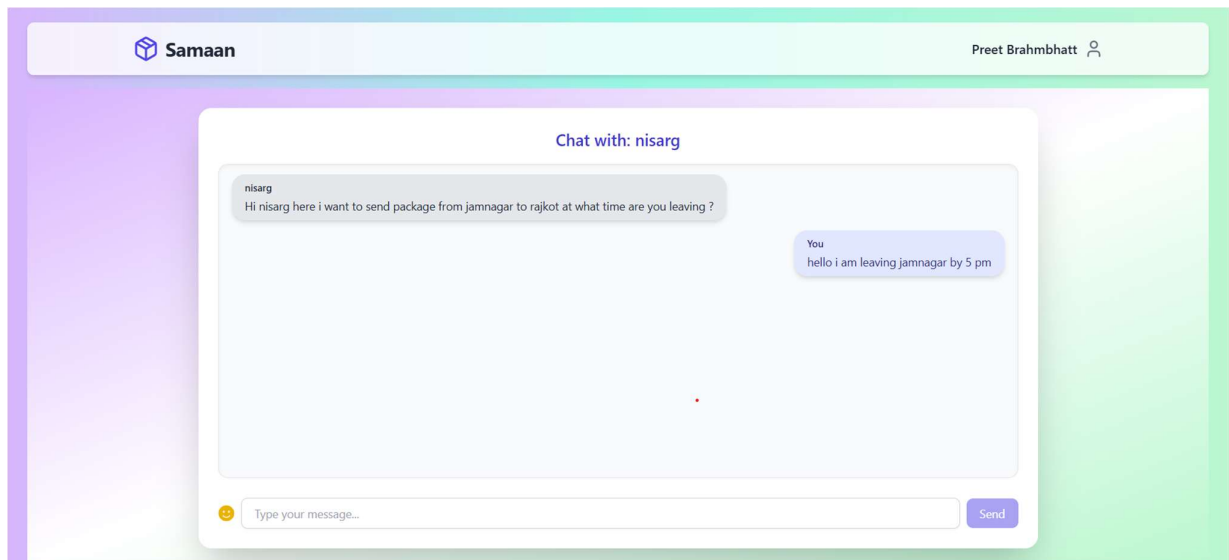 Samaan
Preet Brahmbhatt
Chat with: nisarg
nisarg
Hi nisarg here i want to send package from jamnagar to rajkot at what time are you leaving ?
You
hello i am leaving jamnagar by 5 pm
Type your message...
Send